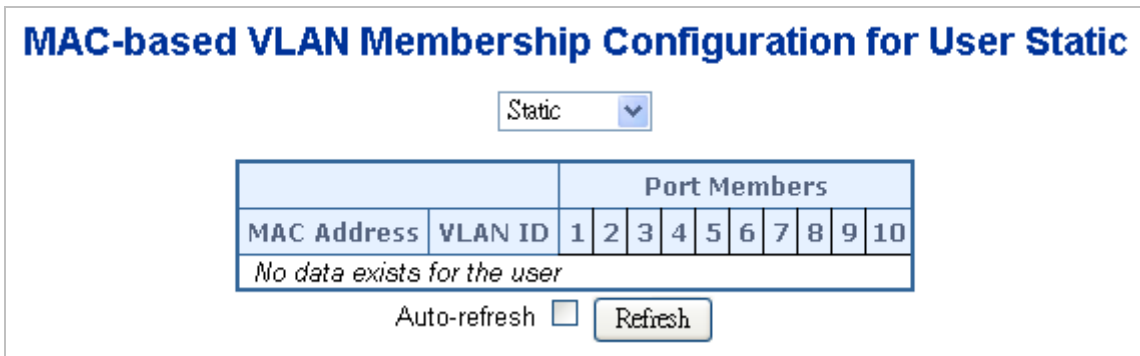 MAC-based VLAN Membership Configuration for User Static
Static
Port Members
MAC Address VLAN ID 1 2 3 4 5 6 7 8 9 10
No data exists for the user
Auto-refresh Refresh